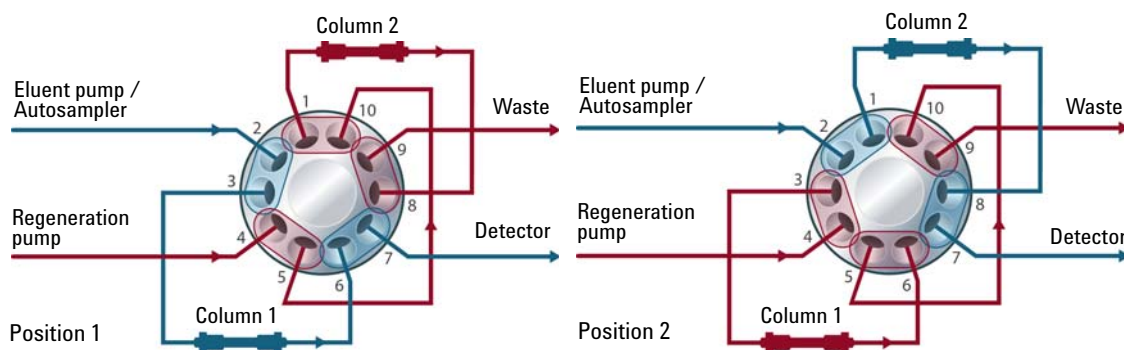 Column 2
Eluent pump /
Autosampler
Waste
1
10
2
9
3
8
Regeneration
pump
4
7
Detector
5
6
Column 1
Position 1
Column 2
Eluent pump /
Autosampler
Waste
1
10
2
9
3
8
Regeneration
pump
4
7
Detector
5
6
Column 1
Position 2